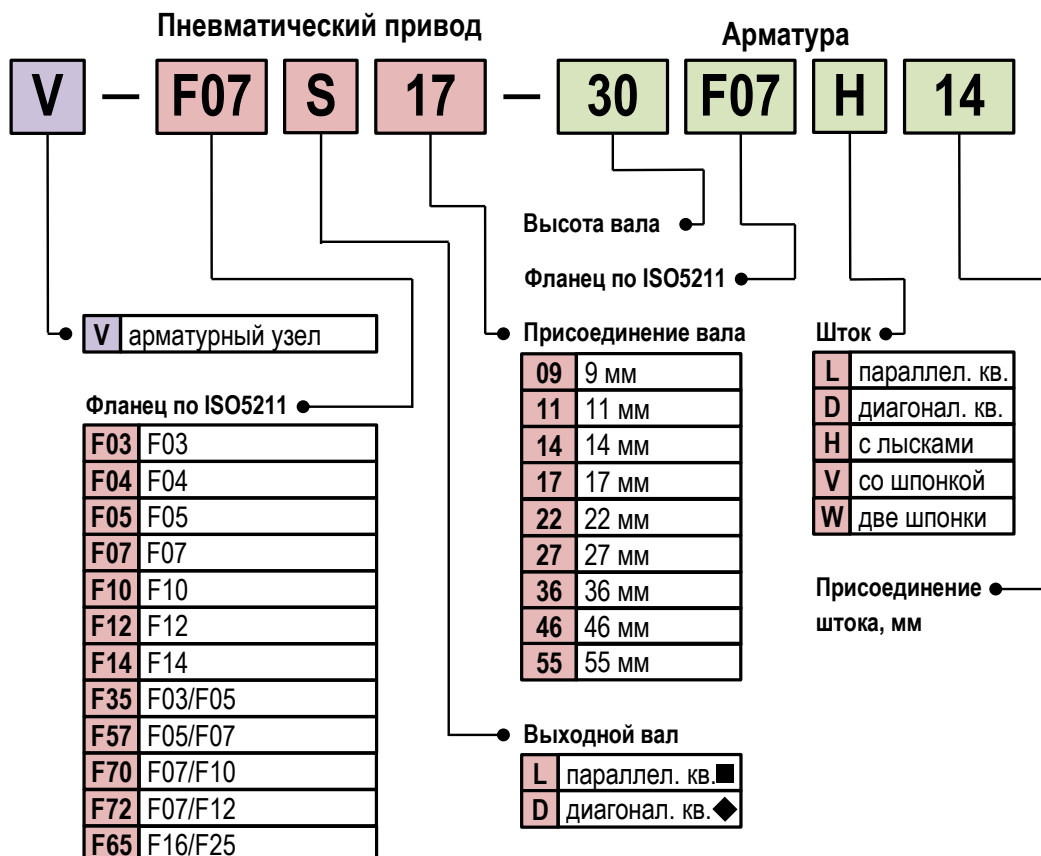 Пневматический привод
Арматура
V – F07 S 17 – 30 F07 H 14
Высота вала
Фланец по ISO5211
V арматурный узел
Фланец по ISO5211
F03 F03
F04 F04
F05 F05
F07 F07
F10 F10
F12 F12
F14 F14
F35 F03/F05
F57 F05/F07
F70 F07/F10
F72 F07/F12
F65 F16/F25
Присоединение вала
09 9 мм
11 11 мм
14 14 мм
17 17 мм
22 22 мм
27 27 мм
36 36 мм
46 46 мм
55 55 мм
Выходной вал
L параллел. кв.■
D диагонал. кв.◆
Шток
L параллел. кв.
D диагонал. кв.
H с лысками
V со шпонкой
W две шпонки
Присоединение
штока, мм